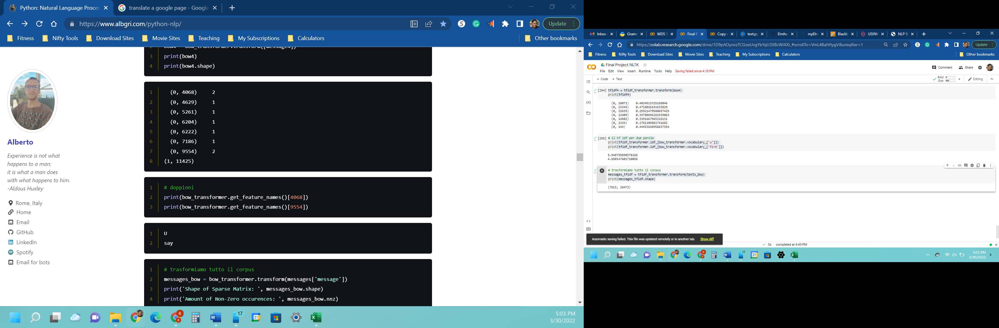 Python: Natural Language Proces
translate a google page - Google
https://www.albgri.com/python-nlp/
Update
Fitness
Nifty Tools
Download Sites
Movie Sites
Teaching
My Subscriptions
Calculators
Other bookmarks
Alberto
Experience is not what
happens to a man;
it is what a man does
with what happens to him.
-Aldous Huxley
Rome, Italy
Home
Email
GitHub
LinkedIn
Spotify
Email for bots
2 bow4 = bow_transformer.transform([message4])
3 print(bow4)
4 print(bow4.shape)
1 (0, 4068) 2
2 (0, 4629) 1
3 (0, 5261) 1
4 (0, 6204) 1
5 (0, 6222) 1
6 (0, 7186) 1
7 (0, 9554) 2
8 (1, 11425)
1 # doppioni
2 print(bow_transformer.get_feature_names()[4068])
3 print(bow_transformer.get_feature_names()[9554])
1 U
2 say
1 # trasformiamo tutto il corpus
2 messages_bow = bow_transformer.transform(messages['message'])
3 print('Shape of Sparse Matrix: ', messages_bow.shape)
4 print('Amount of Non-Zero occurences: ', messages_bow.nnz)
17
31
5:03 PM
3/30/2022
Inbox
Gramm
MDS 5
Final P
Copy c
text.py
Elmhu
myElm
Blackb
USIIW
NLP St
https://colab.research.google.com/drive/1D9pAOyovzTCGoeUvgYbYqU3XBcWiXXi_#scrollTo=VmL4BatVtygV&uniqifier=1
Update
Fitness
Nifty Tools
Download Sites
Movie Sites
Teaching
My Subscriptions
Calculators
Other bookmarks
Final Project NLTK
File Edit View Insert Runtime Tools Help Saving failed since 4:18 PM
Comment
Share
+ Code + Text
RAM
Disk
Editing
[294] tfidf4 = tfidf_transformer.transform(bow4)
print(tfidf4)
(0, 26071) 0.4024513325168046
(0, 23345) 0.4718026141633829
(0, 22635) 0.25921479580657425
(0, 22409) 0.39780696282539063
(0, 14502) 0.3391667965318131
(0, 2334) 0.2781109881741682
(0, 144) 0.44453648958637354
[295] # il tf idf per due parole
print(tfidf_transformer.idf_[bow_transformer.vocabulary_['u']])
print(tfidf_transformer.idf_[bow_transformer.vocabulary_['fire']])
5.948759890378168
4.850147601710058
# trasformiamo tutto il corpus
messages_tfidf = tfidf_transformer.transform(texts_bow)
print(messages_tfidf.shape)
(7613, 26473)
Automatic saving failed. This file was updated remotely or in another tab. Show diff
0s completed at 4:49 PM
17
31
5:03 PM
3/30/2022
9